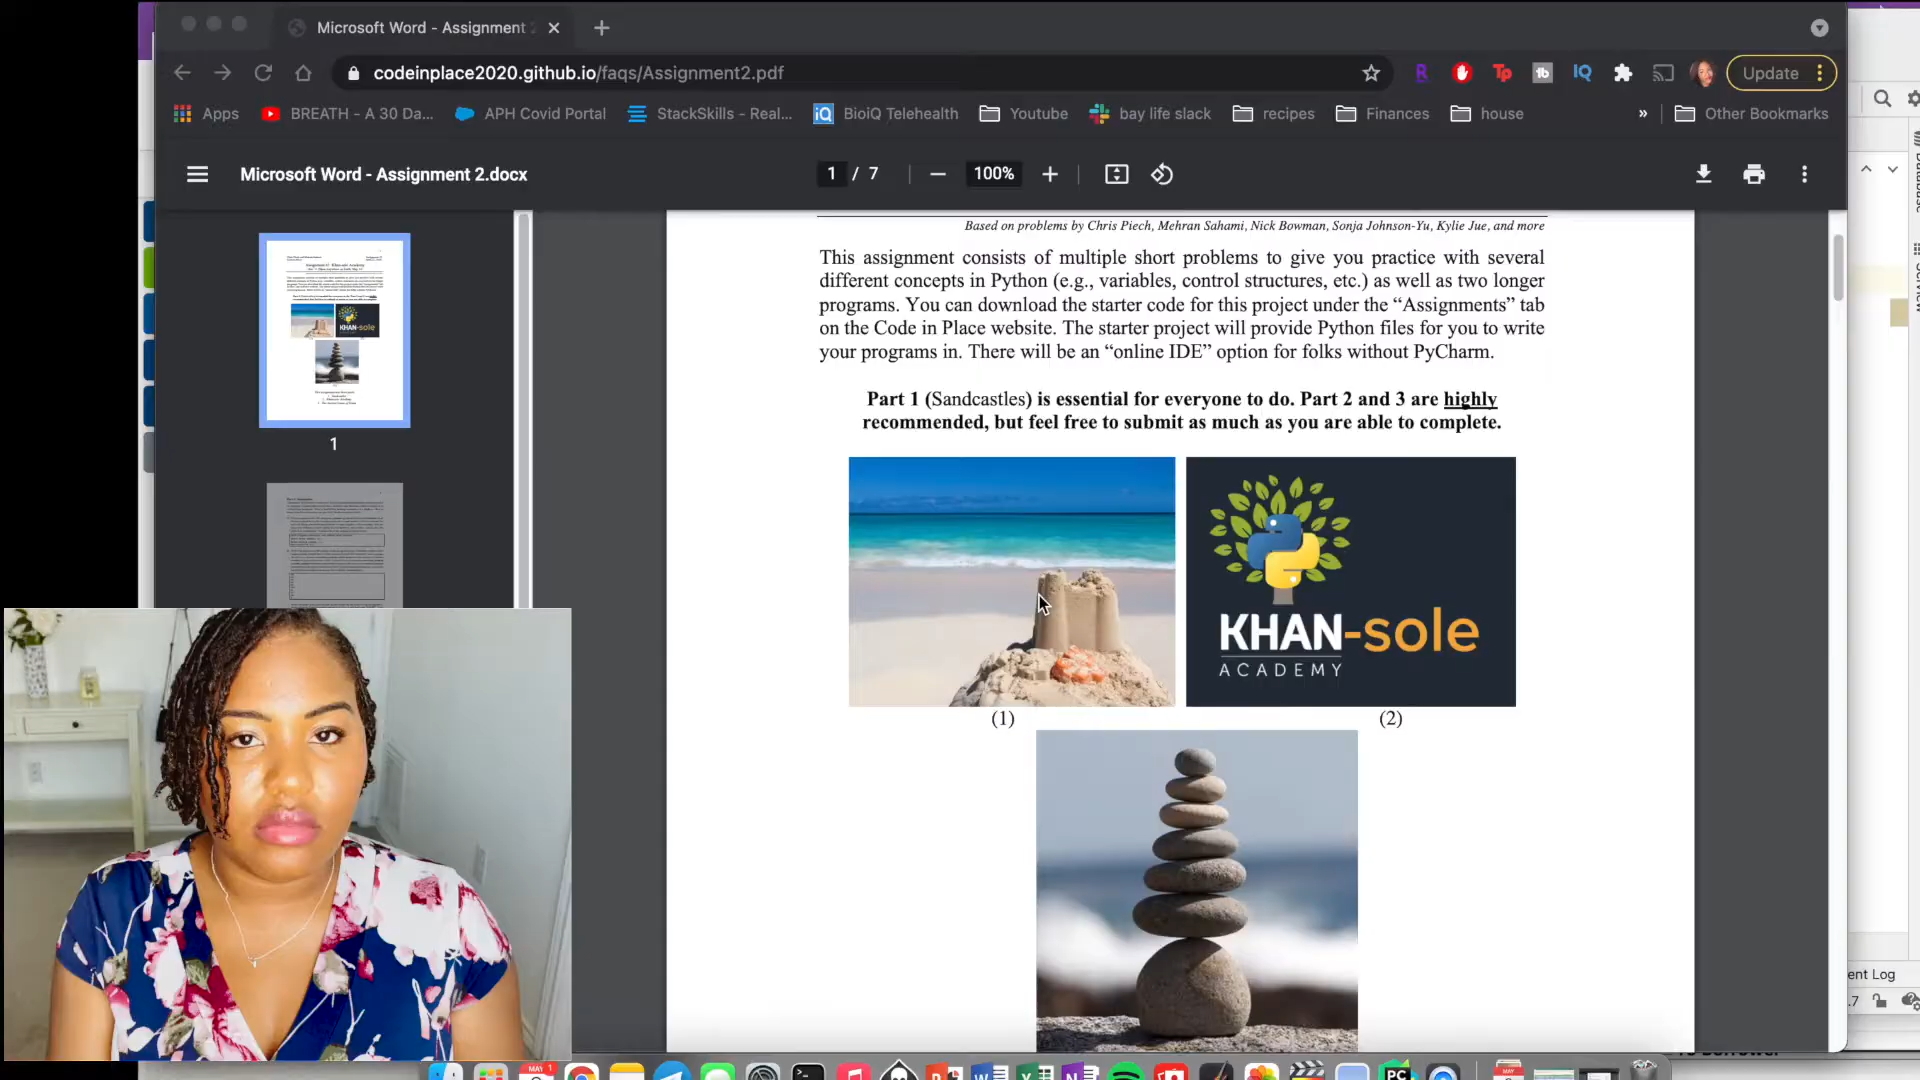 Microsoft Word - Assignment 2
codeinplace2020.github.io/faqs/Assignment2.pdf
Update
Apps
BREATH - A 30 Da...
APH Covid Portal
StackSkills - Real...
BioiQ Telehealth
Youtube
bay life slack
recipes
Finances
house
»
Other Bookmarks
Microsoft Word - Assignment 2.docx
1 / 7
100%
Based on problems by Chris Piech, Mehran Sahami, Nick Bowman, Sonja Johnson-Yu, Kylie Jue, and more
This assignment consists of multiple short problems to give you practice with several
different concepts in Python (e.g., variables, control structures, etc.) as well as two longer
programs. You can download the starter code for this project under the “Assignments” tab
on the Code in Place website. The starter project will provide Python files for you to write
your programs in. There will be an “online IDE” option for folks without PyCharm.
Part 1 (Sandcastles) is essential for everyone to do. Part 2 and 3 are highly
recommended, but feel free to submit as much as you are able to complete.
1
KHAN-sole
ACADEMY
(1)
(2)
ent Log
.7
MAY 1
PC
MAY